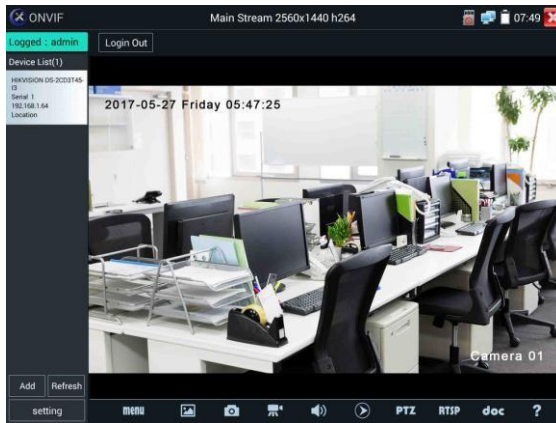 ONVIF
Main Stream 2560x1440 h264
07:49
Logged : admin
Login Out
Device List(1)
HIKVISION DS-2CD3T45-
I3
Serial 1
192.168.1.64
Location
2017-05-27 Friday 05:47:25
Camera 01
Add
Refresh
setting
menu
PTZ
RTSP
doc
?